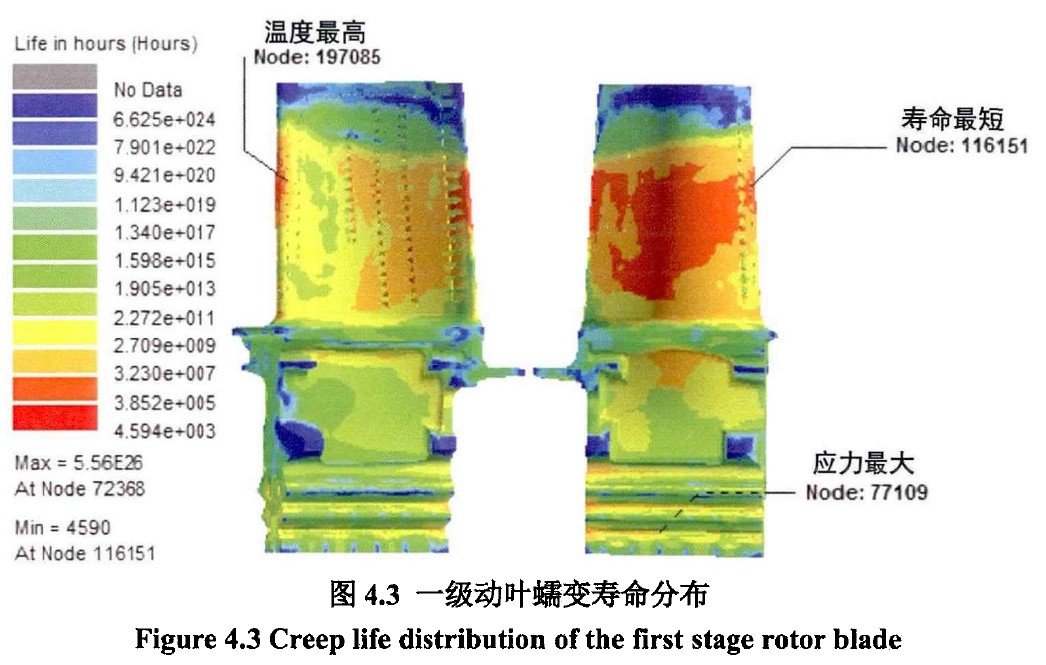 温度最高
Node: 197085
Life in hours (Hours)
No Data
6.625e+024
7.901e+022
9.421e+020
1.123e+019
1.340e+017
1.598e+015
1.905e+013
2.272e+011
2.709e+009
3.230e+007
3.852e+005
4.594e+003
Max = 5.56E26
At Node 72368
Min = 4590
At Node 116151
寿命最短
Node: 116151
应力最大
Node: 77109
图 4.3 一级动叶蠕变寿命分布
Figure 4.3 Creep life distribution of the first stage rotor blade